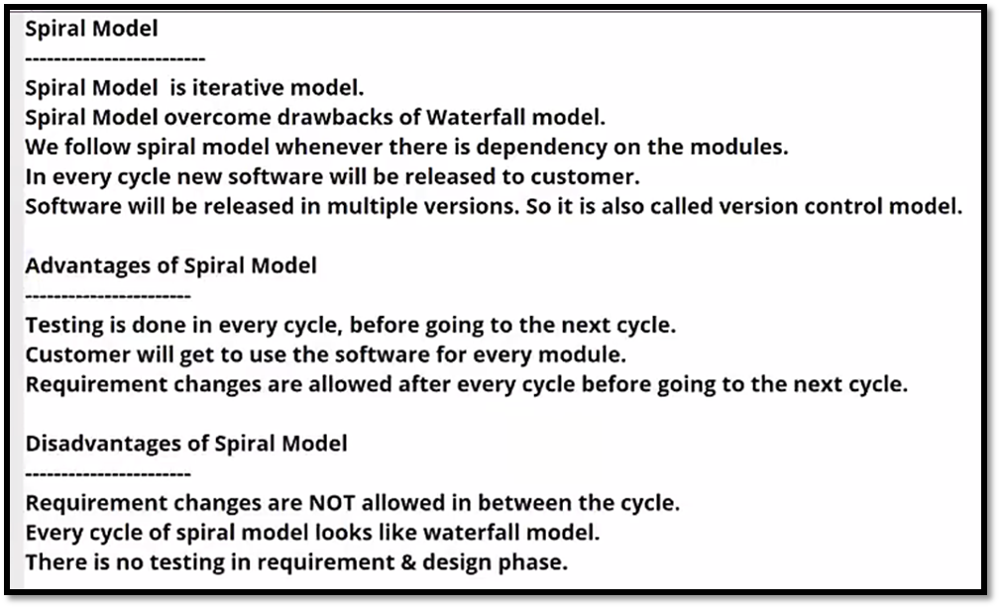 Spiral Model
-------------------------
Spiral Model  is iterative model.
Spiral Model overcome drawbacks of Waterfall model.
We follow spiral model whenever there is dependency on the modules.
In every cycle new software will be released to customer.
Software will be released in multiple versions. So it is also called version control model.
Advantages of Spiral Model
-----------------------
Testing is done in every cycle, before going to the next cycle.
Customer will get to use the software for every module.
Requirement changes are allowed after every cycle before going to the next cycle.
Disadvantages of Spiral Model
-----------------------
Requirement changes are NOT allowed in between the cycle.
Every cycle of spiral model looks like waterfall model.
There is no testing in requirement & design phase.